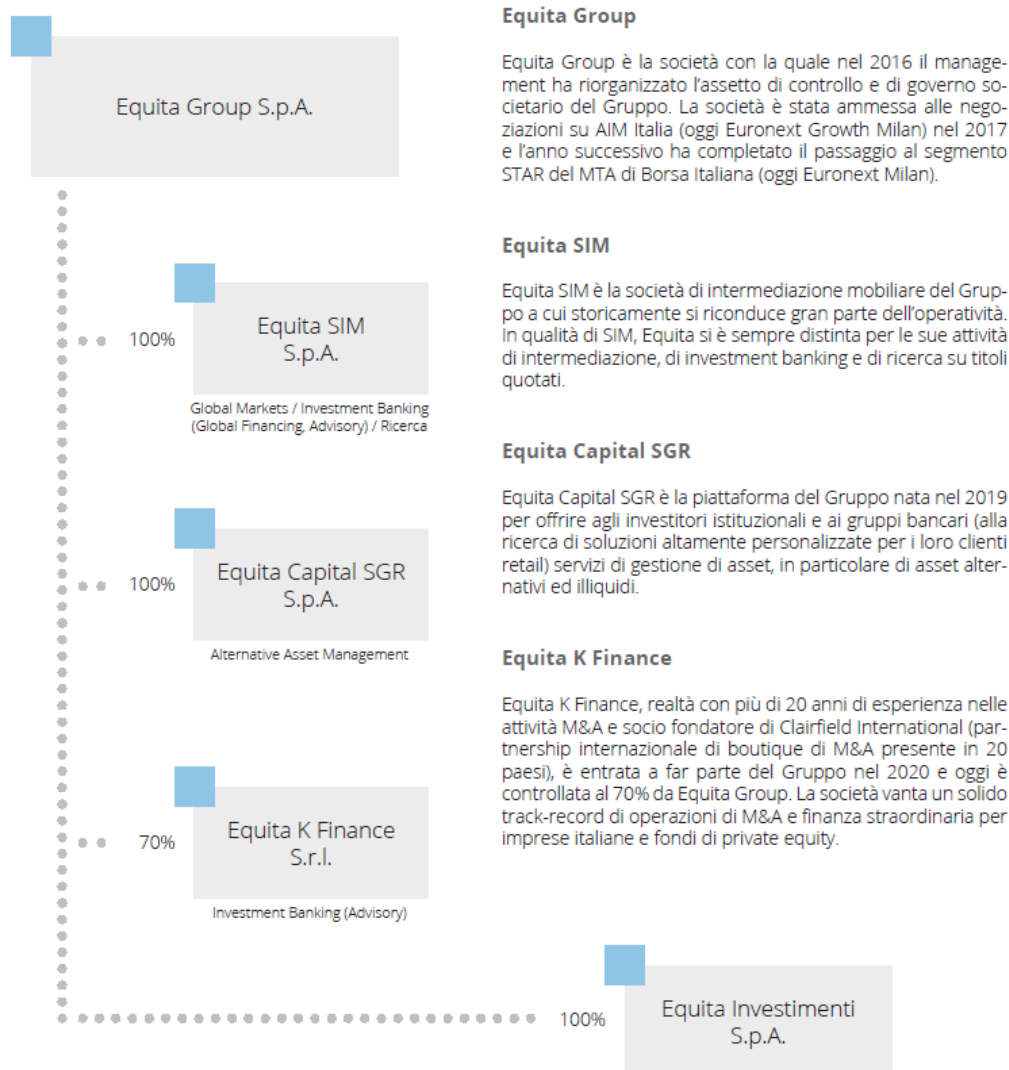 Equita Group S.p.A.
100%
Equita SIM
S.p.A.
Global Markets / Investment Banking
(Global Financing, Advisory) / Ricerca
100%
Equita Capital SGR
S.p.A.
Alternative Asset Management
70%
Equita K Finance
S.r.l.
Investment Banking (Advisory)
100%
Equita Investimenti
S.p.A.
Equita Group
Equita Group è la società con la quale nel 2016 il manage-
ment ha riorganizzato l'assetto di controllo e di governo so-
cietario del Gruppo. La società è stata ammessa alle nego-
ziazioni su AIM Italia (oggi Euronext Growth Milan) nel 2017
e l'anno successivo ha completato il passaggio al segmento
STAR del MTA di Borsa Italiana (oggi Euronext Milan).
Equita SIM
Equita SIM è la società di intermediazione mobiliare del Grup-
po a cui storicamente si riconduce gran parte dell'operatività.
In qualità di SIM, Equita si è sempre distinta per le sue attività
di intermediazione, di investment banking e di ricerca su titoli
quotati.
Equita Capital SGR
Equita Capital SGR è la piattaforma del Gruppo nata nel 2019
per offrire agli investitori istituzionali e ai gruppi bancari (alla
ricerca di soluzioni altamente personalizzate per i loro clienti
retail) servizi di gestione di asset, in particolare di asset alter-
nativi ed illiquidi.
Equita K Finance
Equita K Finance, realtà con più di 20 anni di esperienza nelle
attività M&A e socio fondatore di Clairfield International (par-
tnership internazionale di boutique di M&A presente in 20
paesi), è entrata a far parte del Gruppo nel 2020 e oggi è
controllata al 70% da Equita Group. La società vanta un solido
track-record di operazioni di M&A e finanza straordinaria per
imprese italiane e fondi di private equity.